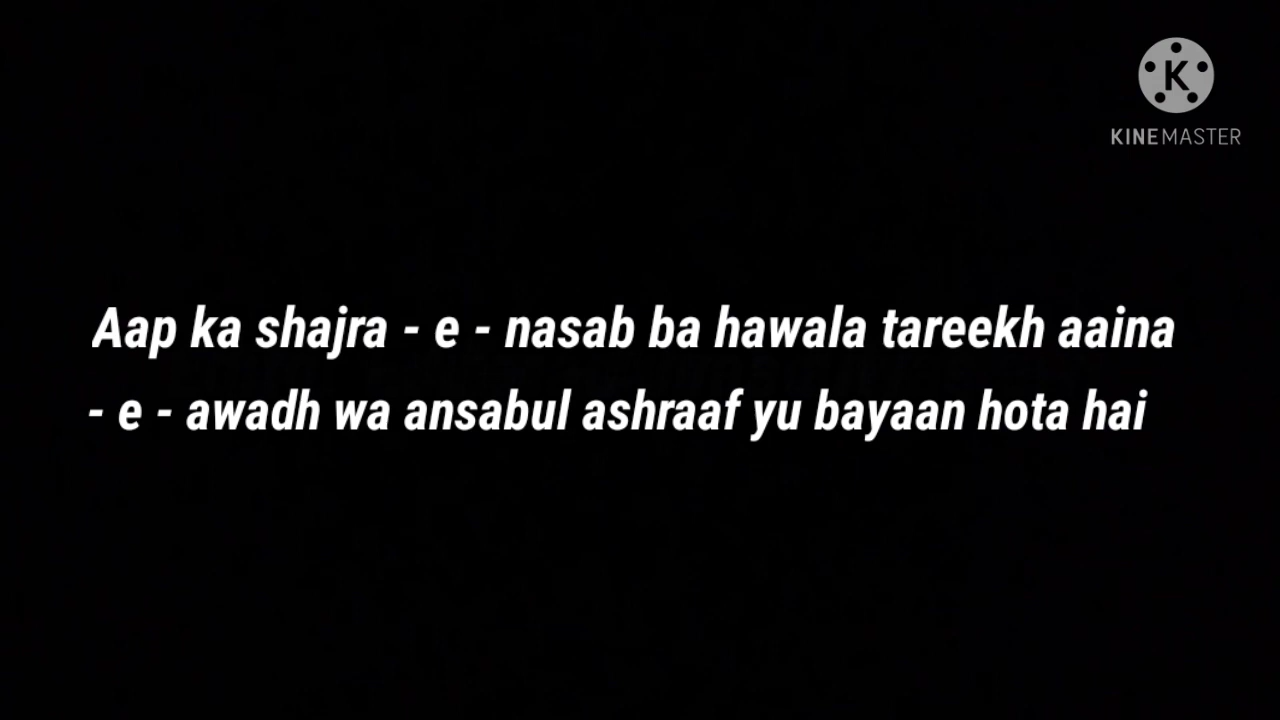 K
KINEMASTER
Aap ka shajra - e - nasab ba hawala tareekh aaina
- e - awadh wa ansabul ashraaf yu bayaan hota hai